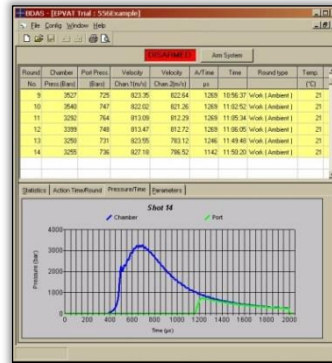 BDAS - [EPVAT Trial : 556Example]
File Config Window Help
DISARMED Arm System
Round Chamber Port Press Velocity Velocity A/Time Time Round type Temp
No. Press.(Bars) (Bars) Chan.1(m/s) Chan.2(m/s) µs (°C)
9 3527 725 823.35 822.64 1269 10:56:37 Work ( Ambient ) 21
10 3540 747 822.02 821.26 1269 11:02:52 Work ( Ambient ) 21
11 3292 764 813.09 812.29 1269 11:05:34 Work ( Ambient ) 21
12 3399 748 813.47 812.72 1269 11:06:05 Work ( Ambient ) 21
13 3250 731 823.55 783.12 1246 11:48:48 Work ( Ambient ) 21
14 3255 736 827.18 786.52 1142 11:50:20 Work ( Ambient ) 21
Statistics Action Time/Round Pressure/Time Parameters
Shot 14
Chamber Port
Pressure (bar)
4000
3000
2000
1000
0
0 200 400 600 800 1000 1200 1400 1600 1800 2000
Time (µs)